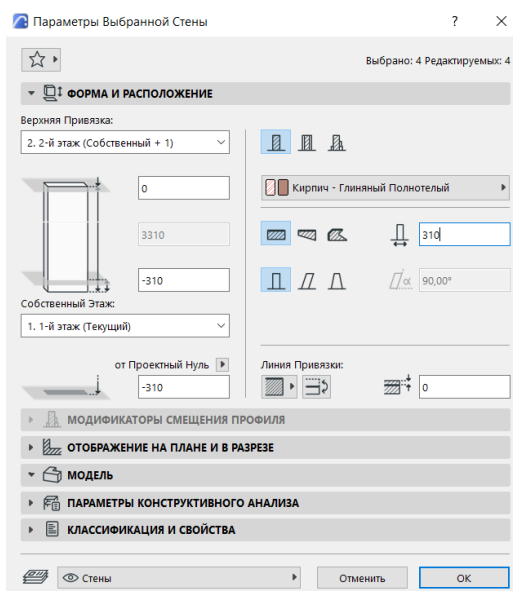 Параметры Выбранной Стены
Выбрано: 4 Редактируемых: 4
ФОРМА И РАСПОЛОЖЕНИЕ
Верхняя Привязка:
2. 2-й этаж (Собственный + 1)
0
Кирпич - Глиняный Полнотелый
3310
310
-310
α 90,00°
Собственный Этаж:
1. 1-й этаж (Текущий)
от Проектный Нуль
Линия Привязки:
-310
0
МОДИФИКАТОРЫ СМЕЩЕНИЯ ПРОФИЛЯ
ОТОБРАЖЕНИЕ НА ПЛАНЕ И В РАЗРЕЗЕ
МОДЕЛЬ
ПАРАМЕТРЫ КОНСТРУКТИВНОГО АНАЛИЗА
КЛАССИФИКАЦИЯ И СВОЙСТВА
Стены
Отменить
ОК